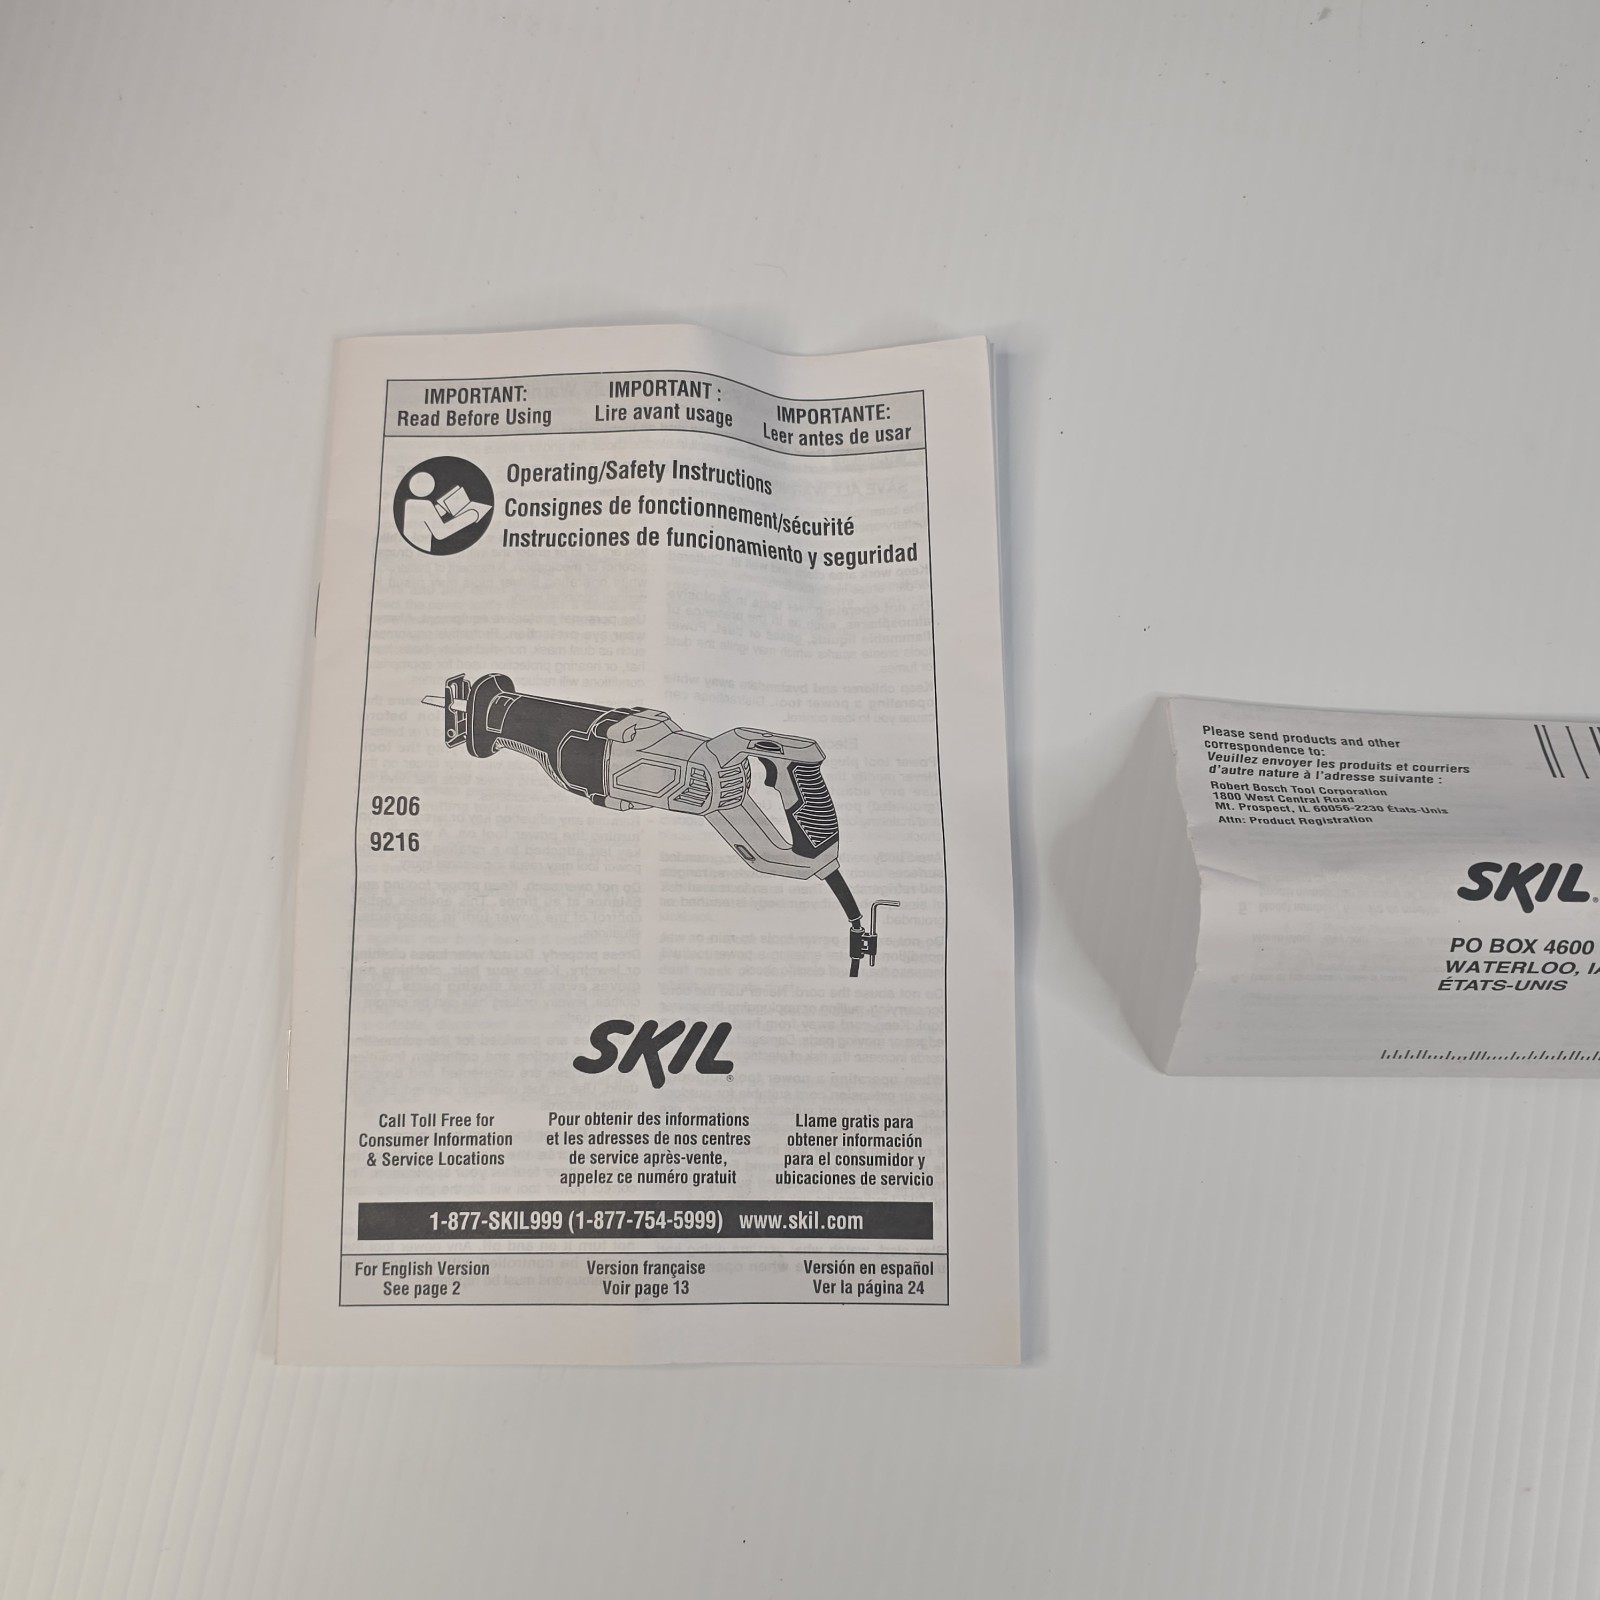 IMPORTANT:
Read Before Using
IMPORTANT :
Lire avant usage
IMPORTANTE:
Leer antes de usar
Operating/Safety Instructions
Consignes de fonctionnement/sécurité
Instrucciones de funcionamiento y seguridad
9206
9216
SKIL®
Call Toll Free for
Consumer Information
& Service Locations
Pour obtenir des informations
et les adresses de nos centres
de service après-vente,
appelez ce numéro gratuit
Llame gratis para
obtener información
para el consumidor y
ubicaciones de servicio
1-877-SKIL999 (1-877-754-5999) www.skil.com
For English Version
See page 2
Version française
Voir page 13
Versión en español
Ver la página 24
Please send products and other
correspondence to:
Veuillez envoyer les produits et courriers
d'autre nature à l'adresse suivante :
Robert Bosch Tool Corporation
1800 West Central Road
Mt. Prospect, IL 60056-2230 États-Unis
Attn: Product Registration
SKIL®
PO BOX 4600
WATERLOO,
ÉTATS-UNIS